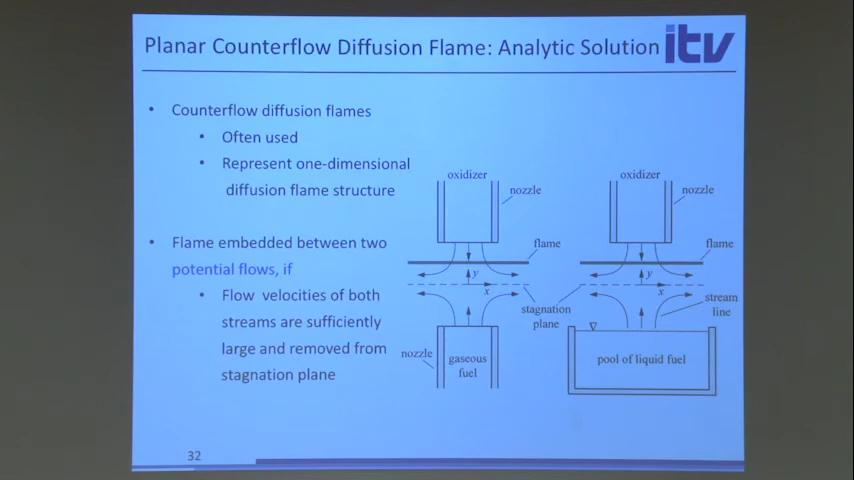 Planar Counterflow Diffusion Flame: Analytic Solution
itv
• Counterflow diffusion flames
• Often used
• Represent one-dimensional
diffusion flame structure
• Flame embedded between two
potential flows, if
• Flow velocities of both
streams are sufficiently
large and removed from
stagnation plane
oxidizer
nozzle
flame
y
x
stagnation
plane
nozzle
gaseous
fuel
oxidizer
nozzle
flame
y
x
stream
line
pool of liquid fuel
32